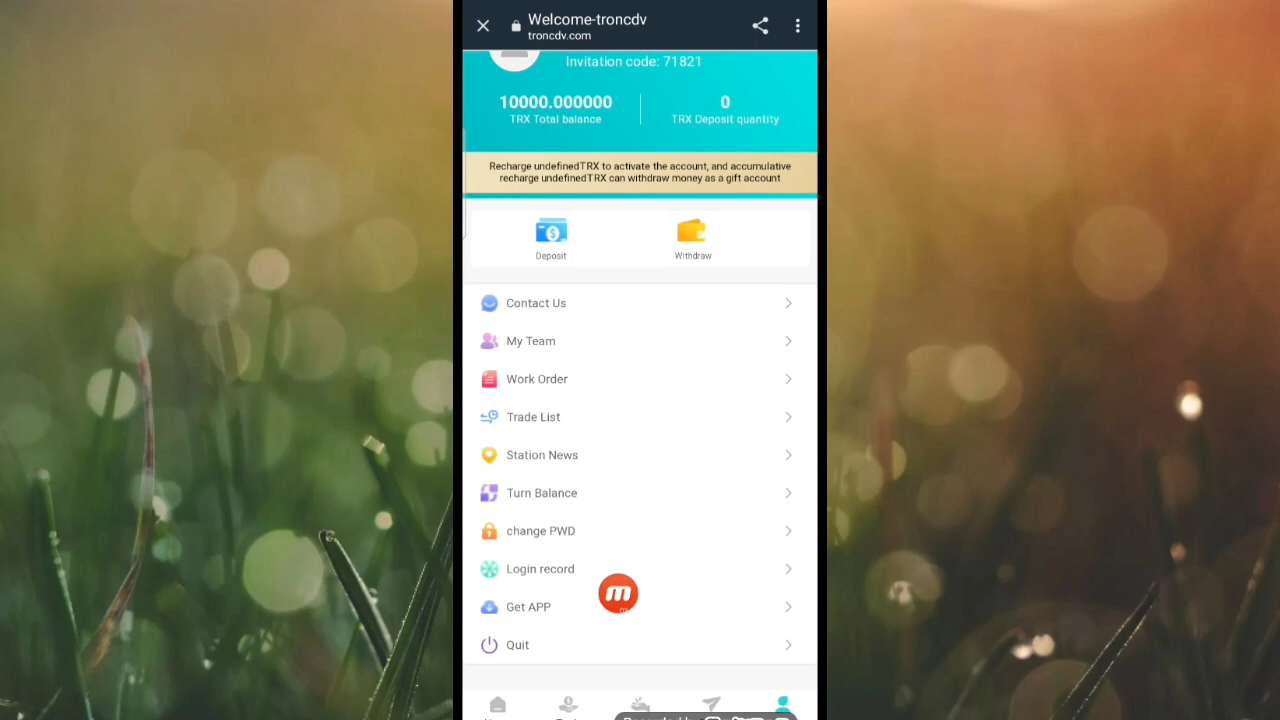 Welcome-troncdv
troncdv.com
Invitation code: 71821
10000.000000
TRX Total balance
0
TRX Deposit quantity
Recharge undefinedTRX to activate the account, and accumulative
recharge undefinedTRX can withdraw money as a gift account
Deposit
Withdraw
Contact Us
My Team
Work Order
Trade List
Station News
Turn Balance
change PWD
Login record
m
m
Get APP
Quit